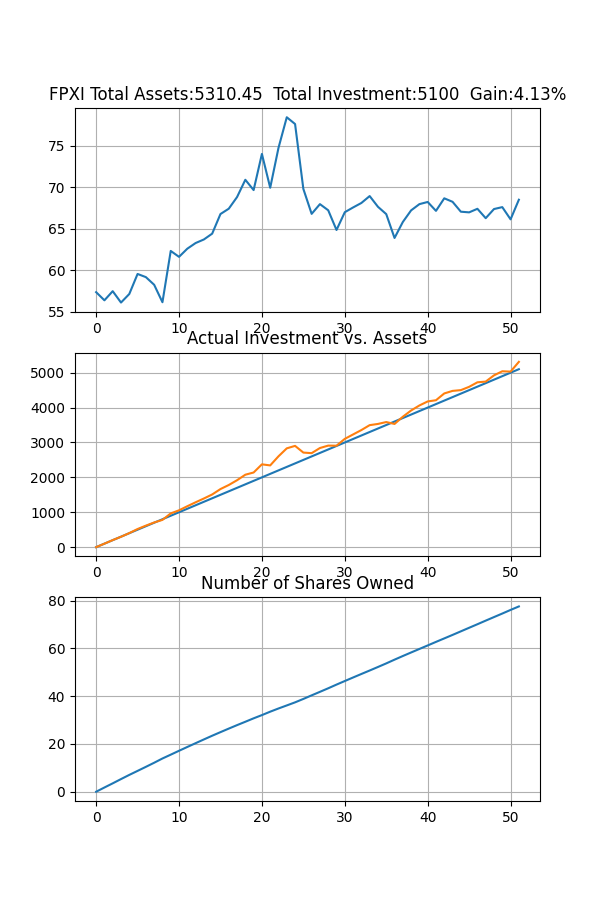 FPXI Total Assets:5310.45  Total Investment:5100  Gain:4.13%
75
70
65
60
55
0 10 20 30 40 50
Actual Investment vs. Assets
5000
4000
3000
2000
1000
0
0 10 20 30 40 50
Number of Shares Owned
80
60
40
20
0
0 10 20 30 40 50